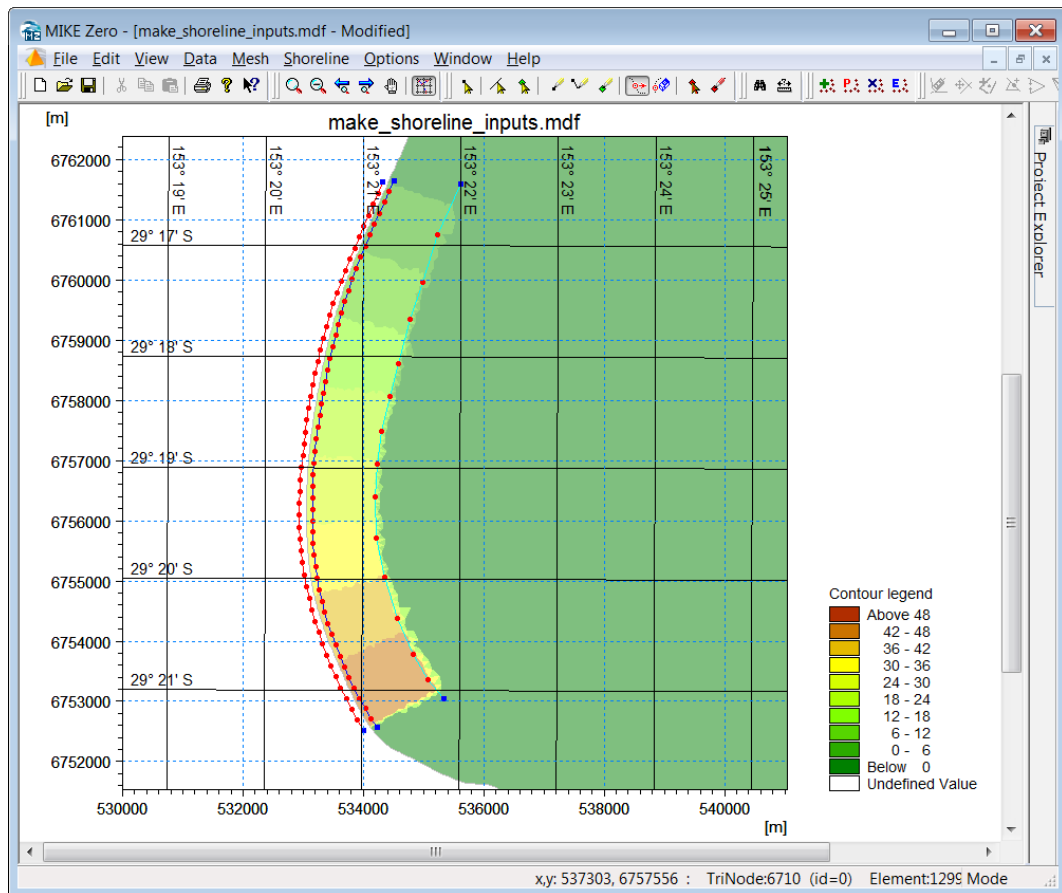 MIKE Zero - [make_shoreline_inputs.mdf - Modified]
File Edit View Data Mesh Shoreline Options Window Help
[m]
make_shoreline_inputs.mdf
153° 19' E
153° 20' E
153° 22' E
153° 23' E
153° 24' E
153° 25' E
6762000
6761000
29° 17' S
6760000
6759000
29° 18' S
6758000
6757000
29° 19' S
6756000
6755000
29° 20' S
6754000
6753000
29° 21' S
6752000
530000 532000 534000 536000 538000 540000
[m]
Project Explorer
Contour legend
Above 48
42 - 48
36 - 42
30 - 36
24 - 30
18 - 24
12 - 18
6 - 12
0 - 6
Below 0
Undefined Value
x,y: 537303, 6757556 : TriNode:6710 (id=0) Element:1299 Mode